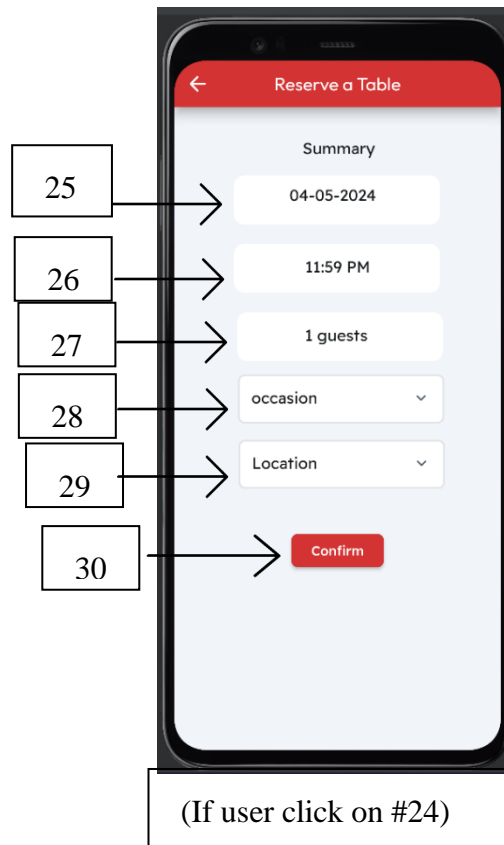 Reserve a Table
Summary
25
04-05-2024
26
11:59 PM
27
1 guests
28
occasion
29
Location
30
Confirm
(If user click on #24)